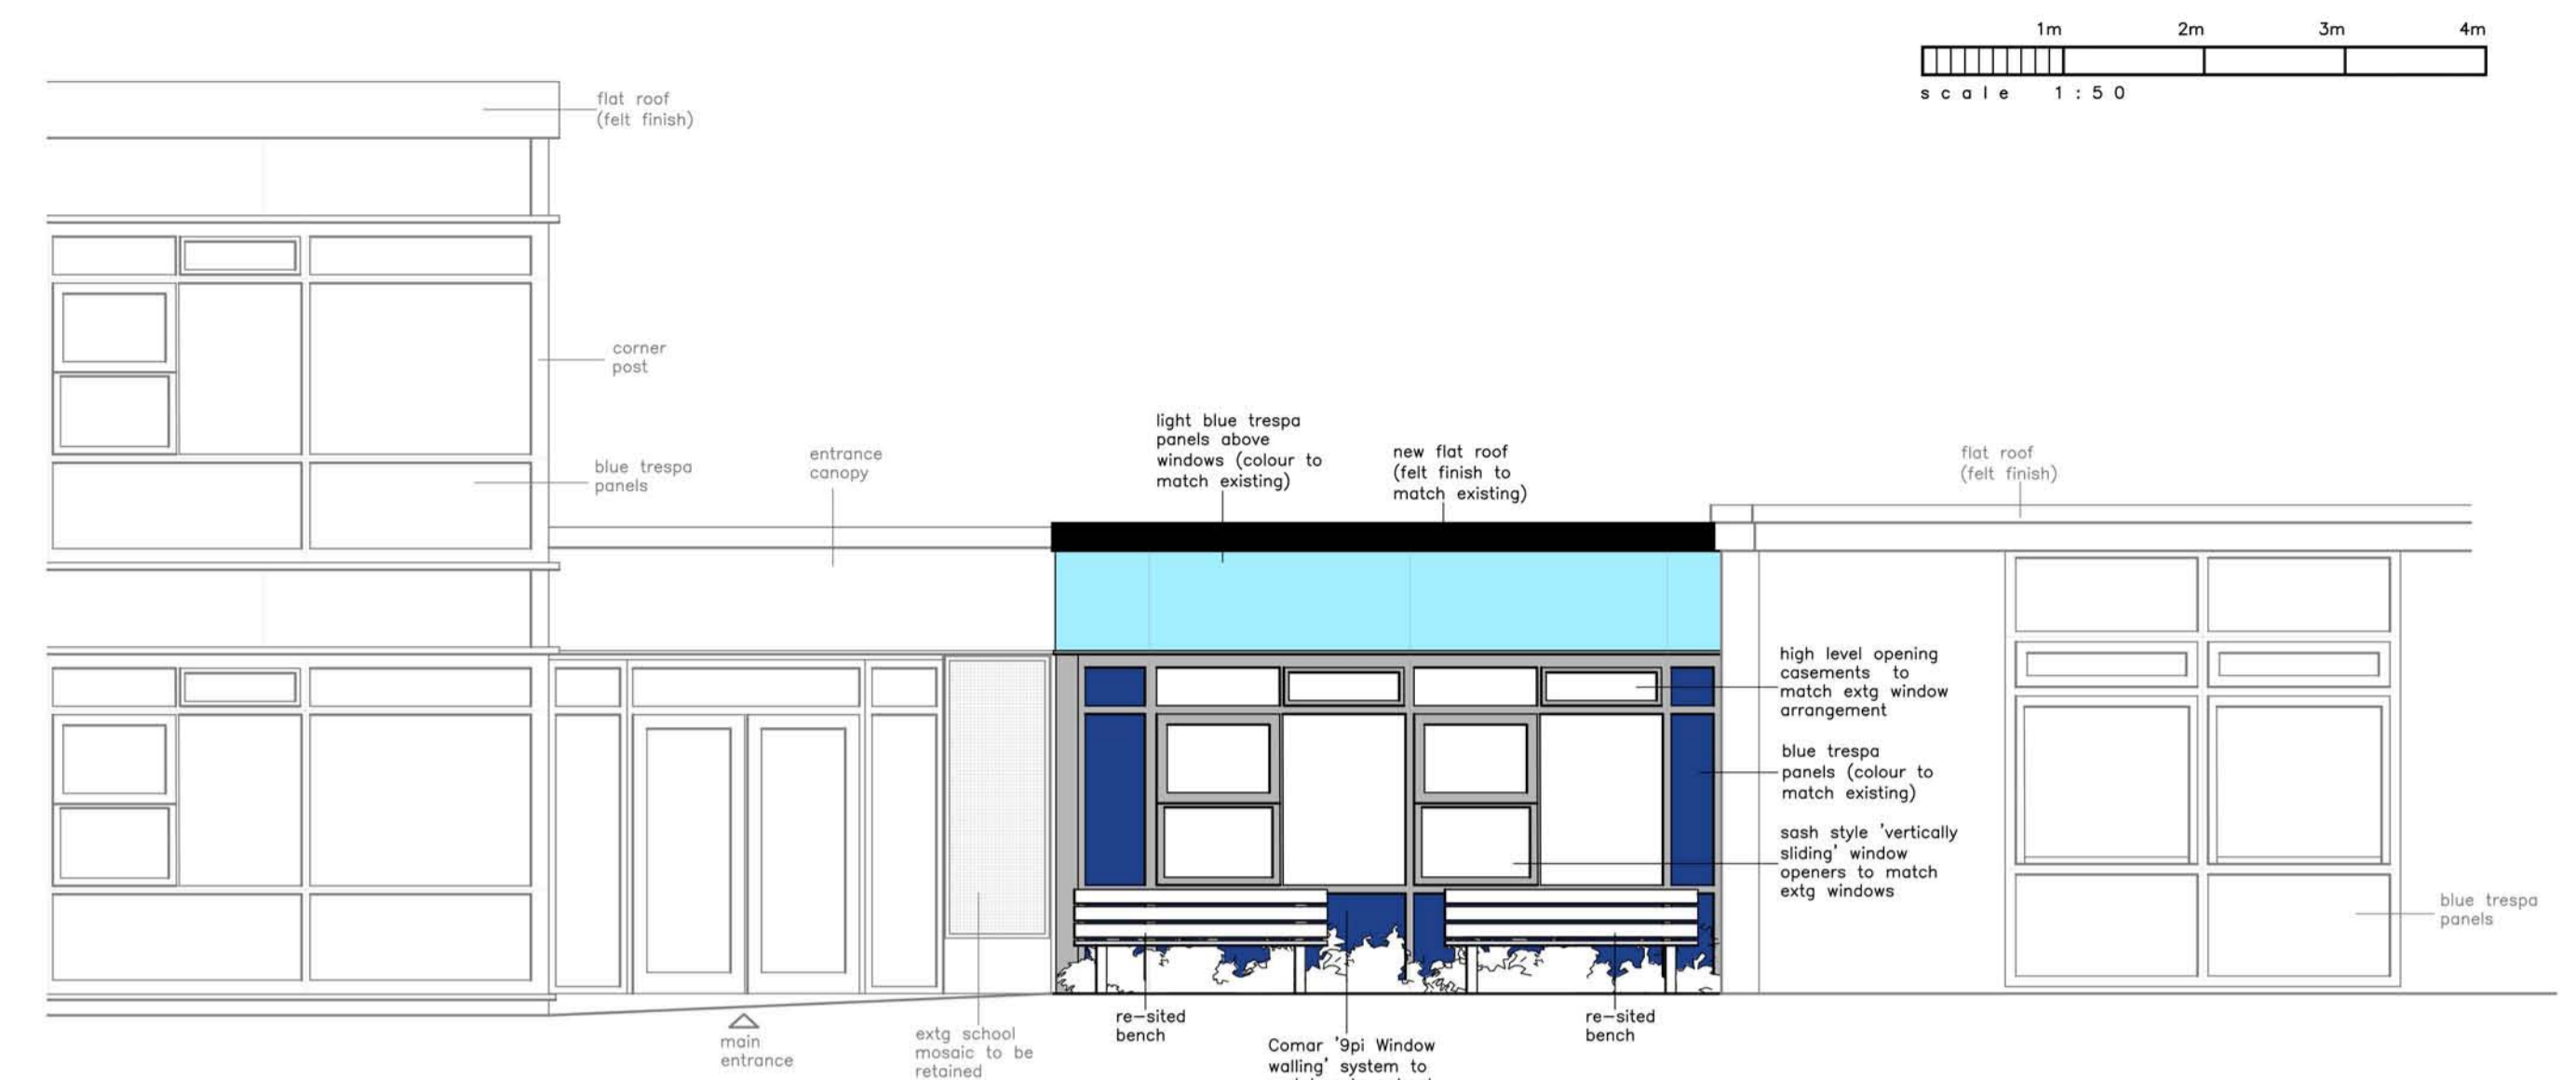 1m 2m 3m 4m
scale 1:50
flat roof
(felt finish)
corner
post
blue trespa
panels
entrance
canopy
light blue trespa
panels above
windows (colour to
match existing)
new flat roof
(felt finish to
match existing)
flat roof
(felt finish)
high level opening
casements to
match extg window
arrangement
blue trespa
panels (colour to
match existing)
sash style 'vertically
sliding' window
openers to match
extg windows
blue trespa
panels
main
entrance
extg school
mosaic to be
retained
re-sited
bench
Comar '9pi Window
walling' system to
re-sited
bench